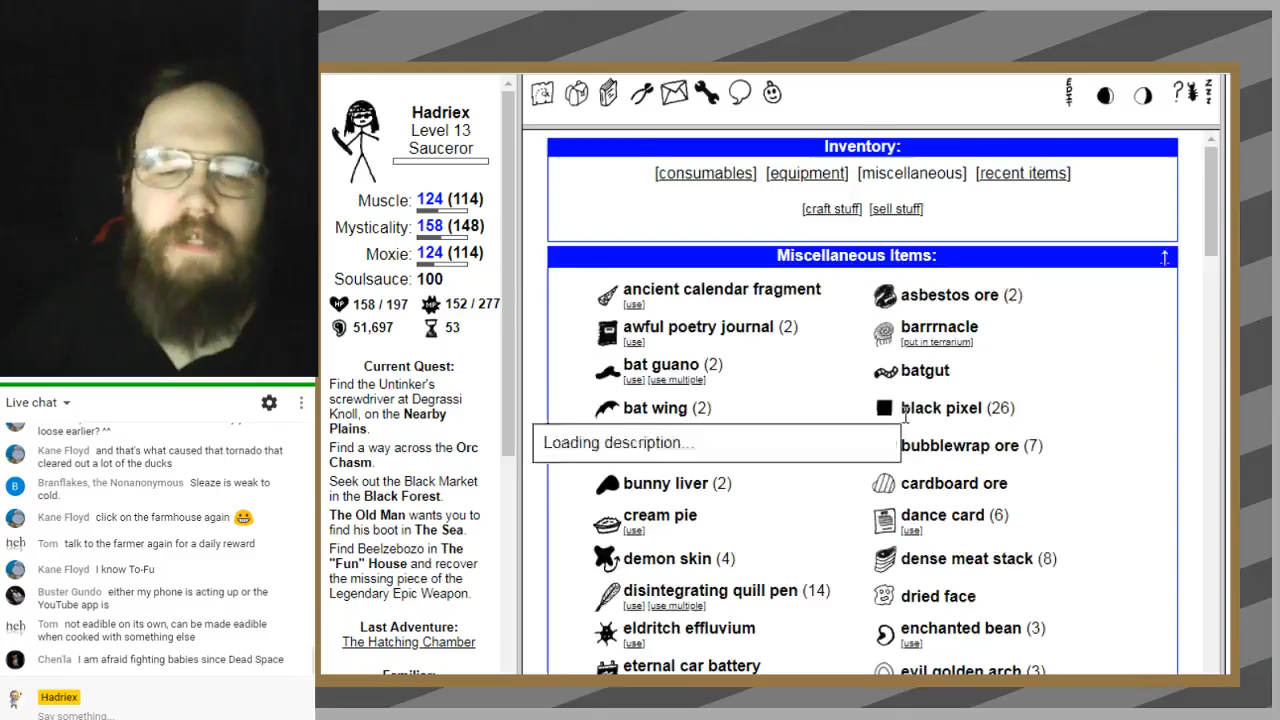 Hadriex
Level 13
Sauceror
Muscle: 124 (114)
Mysticality: 158 (148)
Moxie: 124 (114)
Soulsauce: 100
HP 158 / 197 MP 152 / 277
51,697 53
Current Quest:
Find the Untinker's
screwdriver at Degrassi
Knoll, on the Nearby
Plains.
Find a way across the Orc
Chasm.
Seek out the Black Market
in the Black Forest.
The Old Man wants you to
find his boot in The Sea.
Find Beelzebozo in The
"Fun" House and recover
the missing piece of the
Legendary Epic Weapon.
Last Adventure:
The Hatching Chamber
EDIT ? Z Z Z
Inventory:
[consumables] [equipment] [miscellaneous] [recent items]
[craft stuff] [sell stuff]
Miscellaneous Items: ↑
ancient calendar fragment
[use]
asbestos ore (2)
awful poetry journal (2)
[use]
barrrnacle
[put in terrarium]
bat guano (2)
[use] [use multiple]
batgut
bat wing (2)
black pixel (26)
Loading description...
bubblewrap ore (7)
bunny liver (2)
cardboard ore
cream pie
[use]
dance card (6)
[use]
demon skin (4)
dense meat stack (8)
disintegrating quill pen (14)
[use] [use multiple]
dried face
eldritch effluvium
[use]
enchanted bean (3)
[use]
eternal car battery
evil golden arch (3)
Live chat
loose earlier? ^^
Kane Floyd and that's what caused that tornado that
cleared out a lot of the ducks
B Branflakes, the Nonanonymous Sleaze is weak to
cold.
Kane Floyd click on the farmhouse again
Tom talk to the farmer again for a daily reward
Kane Floyd I know To-Fu
Buster Gundo either my phone is acting up or the
YouTube app is
Tom not eadible on its own, can be made eadible
when cooked with something else
Chen'la I am afraid fighting babies since Dead Space
Hadriex
Say something...